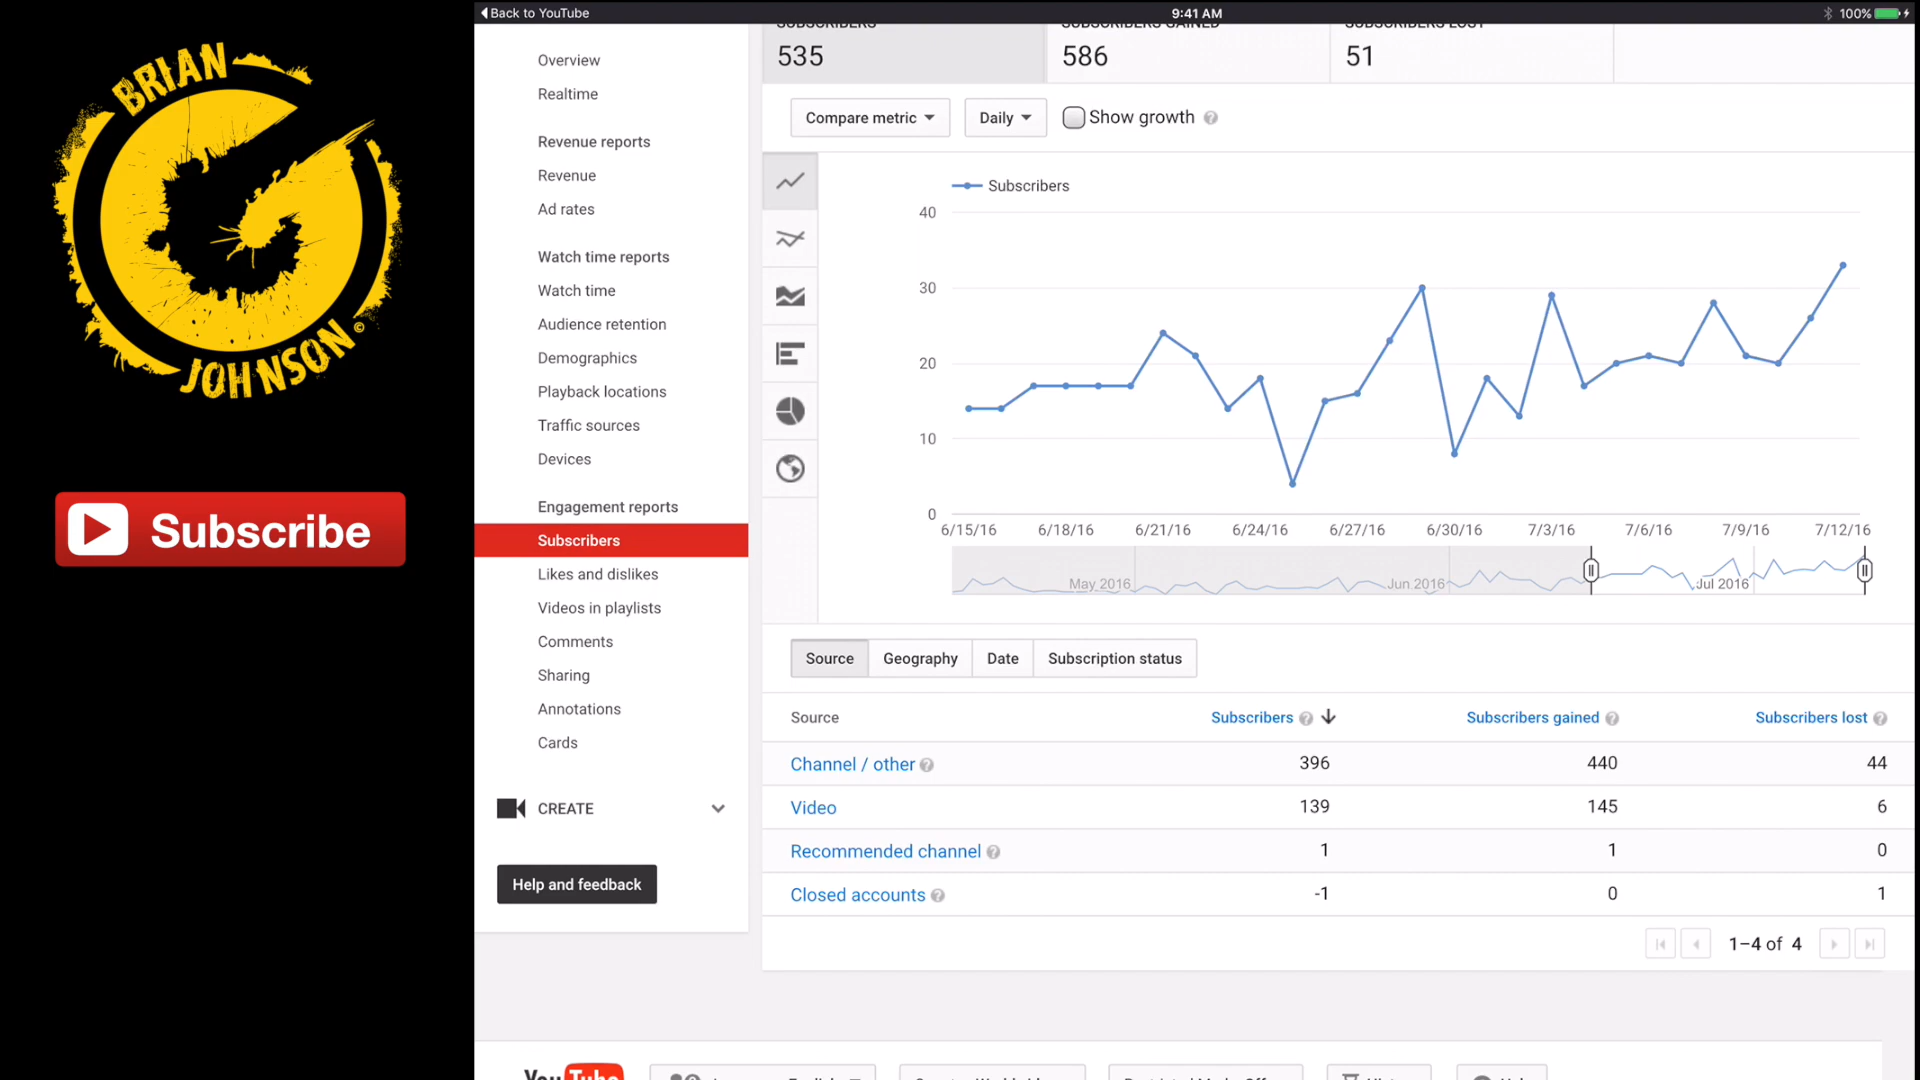 BRIAN
JOHNSON
©
Subscribe
Back to YouTube
9:41 AM
100%
Overview
Realtime
Revenue reports
Revenue
Ad rates
Watch time reports
Watch time
Audience retention
Demographics
Playback locations
Traffic sources
Devices
Engagement reports
Subscribers
Likes and dislikes
Videos in playlists
Comments
Sharing
Annotations
Cards
CREATE
Help and feedback
SUBSCRIBERS SUBSCRIBERS GAINED SUBSCRIBERS LOST
535 586 51
Compare metric Daily Show growth ?
Subscribers
40
30
20
10
0
6/15/16 6/18/16 6/21/16 6/24/16 6/27/16 6/30/16 7/3/16 7/6/16 7/9/16 7/12/16
May 2016 Jun 2016 Jul 2016
Source Geography Date Subscription status
Source Subscribers ? Subscribers gained ? Subscribers lost ?
Channel / other ? 396 440 44
Video 139 145 6
Recommended channel ? 1 1 0
Closed accounts ? -1 0 1
1–4 of 4
YouTube